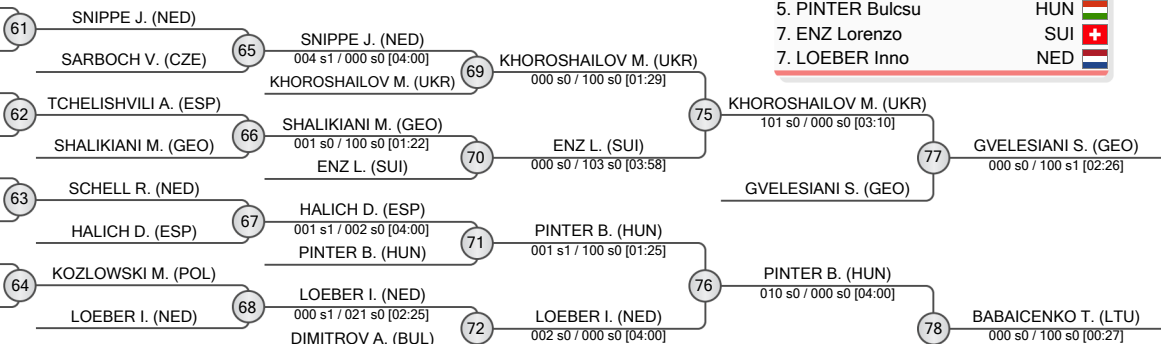 5. PINTER Bulcsu HUN
7. ENZ Lorenzo SUI
7. LOEBER Inno NED
61
SNIPPE J. (NED)
SARBOCH V. (CZE)
62
TCHELISHVILI A. (ESP)
SHALIKIANI M. (GEO)
63
SCHELL R. (NED)
HALICH D. (ESP)
64
KOZLOWSKI M. (POL)
LOEBER I. (NED)
65
SNIPPE J. (NED)
004 s1 / 000 s0 [04:00]
KHOROSHAILOV M. (UKR)
66
SHALIKIANI M. (GEO)
001 s0 / 100 s0 [01:22]
ENZ L. (SUI)
67
HALICH D. (ESP)
001 s1 / 002 s0 [04:00]
PINTER B. (HUN)
68
LOEBER I. (NED)
000 s1 / 021 s0 [02:25]
DIMITROV A. (BUL)
69
KHOROSHAILOV M. (UKR)
000 s0 / 100 s0 [01:29]
70
ENZ L. (SUI)
000 s0 / 103 s0 [03:58]
71
PINTER B. (HUN)
001 s1 / 100 s0 [01:25]
72
LOEBER I. (NED)
002 s0 / 000 s0 [04:00]
75
KHOROSHAILOV M. (UKR)
101 s0 / 000 s0 [03:10]
GVELESIANI S. (GEO)
76
PINTER B. (HUN)
010 s0 / 000 s0 [04:00]
77
GVELESIANI S. (GEO)
000 s0 / 100 s1 [02:26]
78
BABAICENKO T. (LTU)
000 s0 / 100 s0 [00:27]